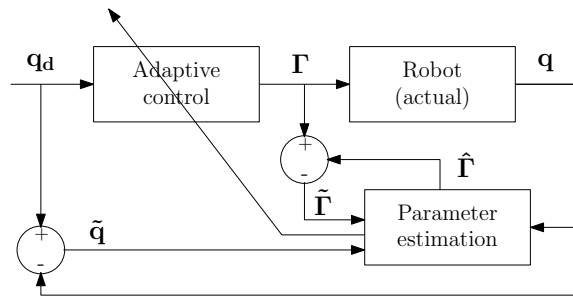 q_d
Adaptive
control
Γ
Robot
(actual)
q
+
-
Γ̂
Γ̃
Parameter
estimation
+
-
q̃